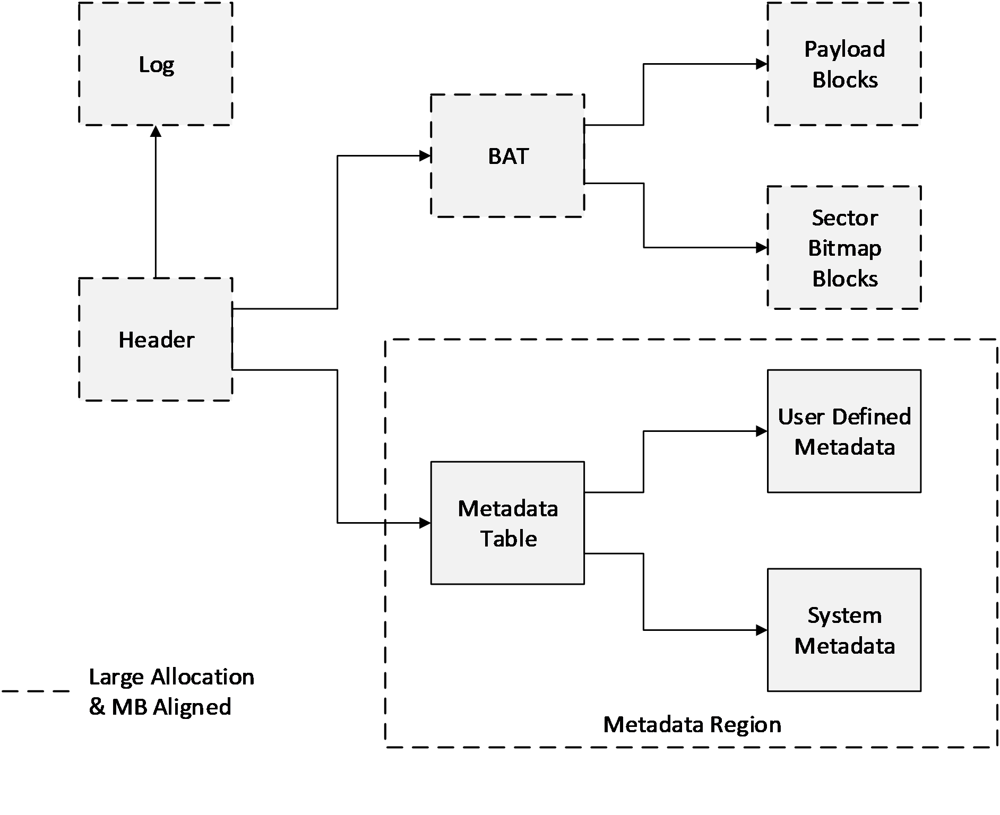 Log
Payload
Blocks
BAT
Sector
Bitmap
Blocks
Header
User Defined
Metadata
Metadata
Table
System
Metadata
Large Allocation
& MB Aligned
Metadata Region